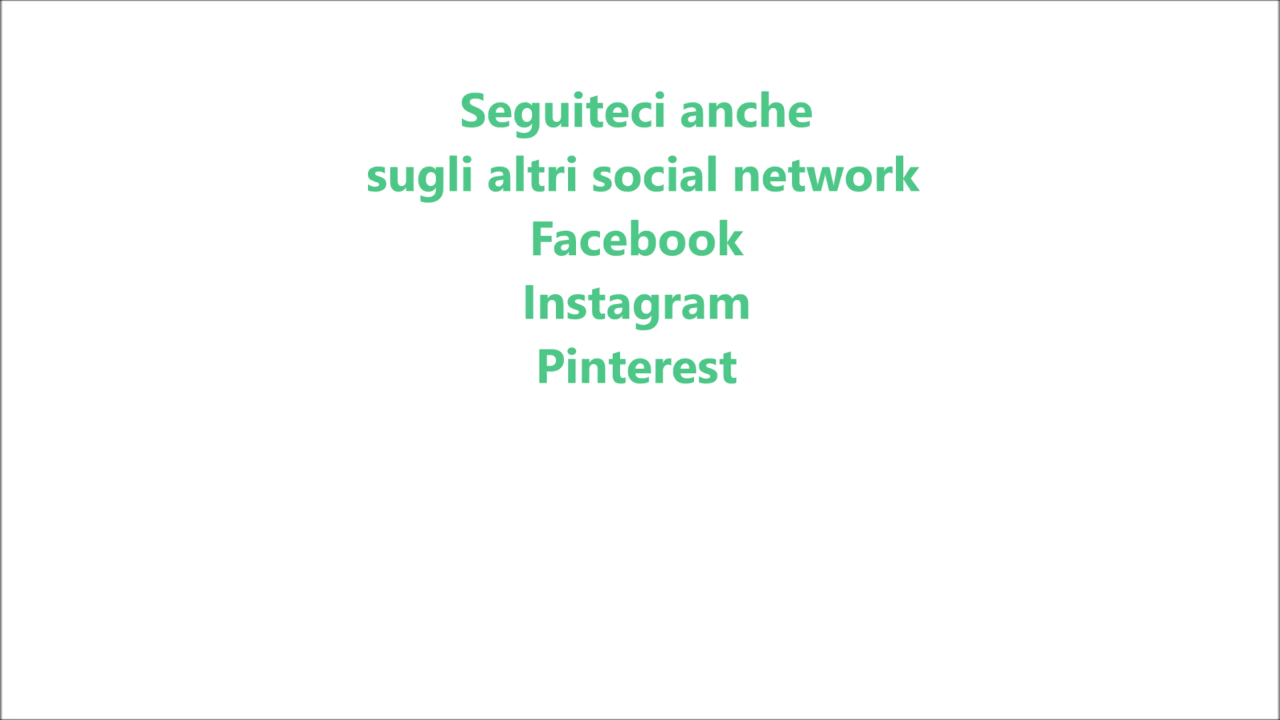 Seguiteci anche
sugli altri social network
Facebook
Instagram
Pinterest